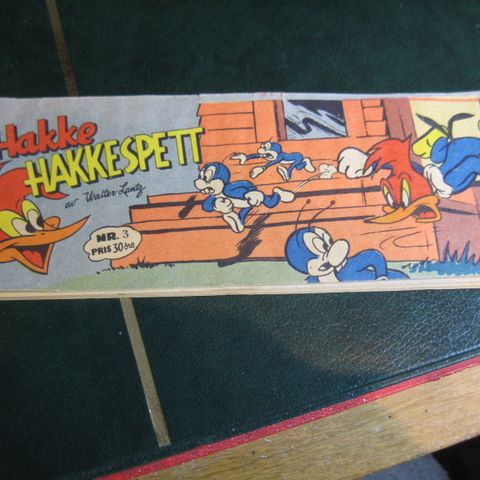 Hakke
HAKKESPETT
av Walter Lantz
NR. 3
PRIS 30 øre